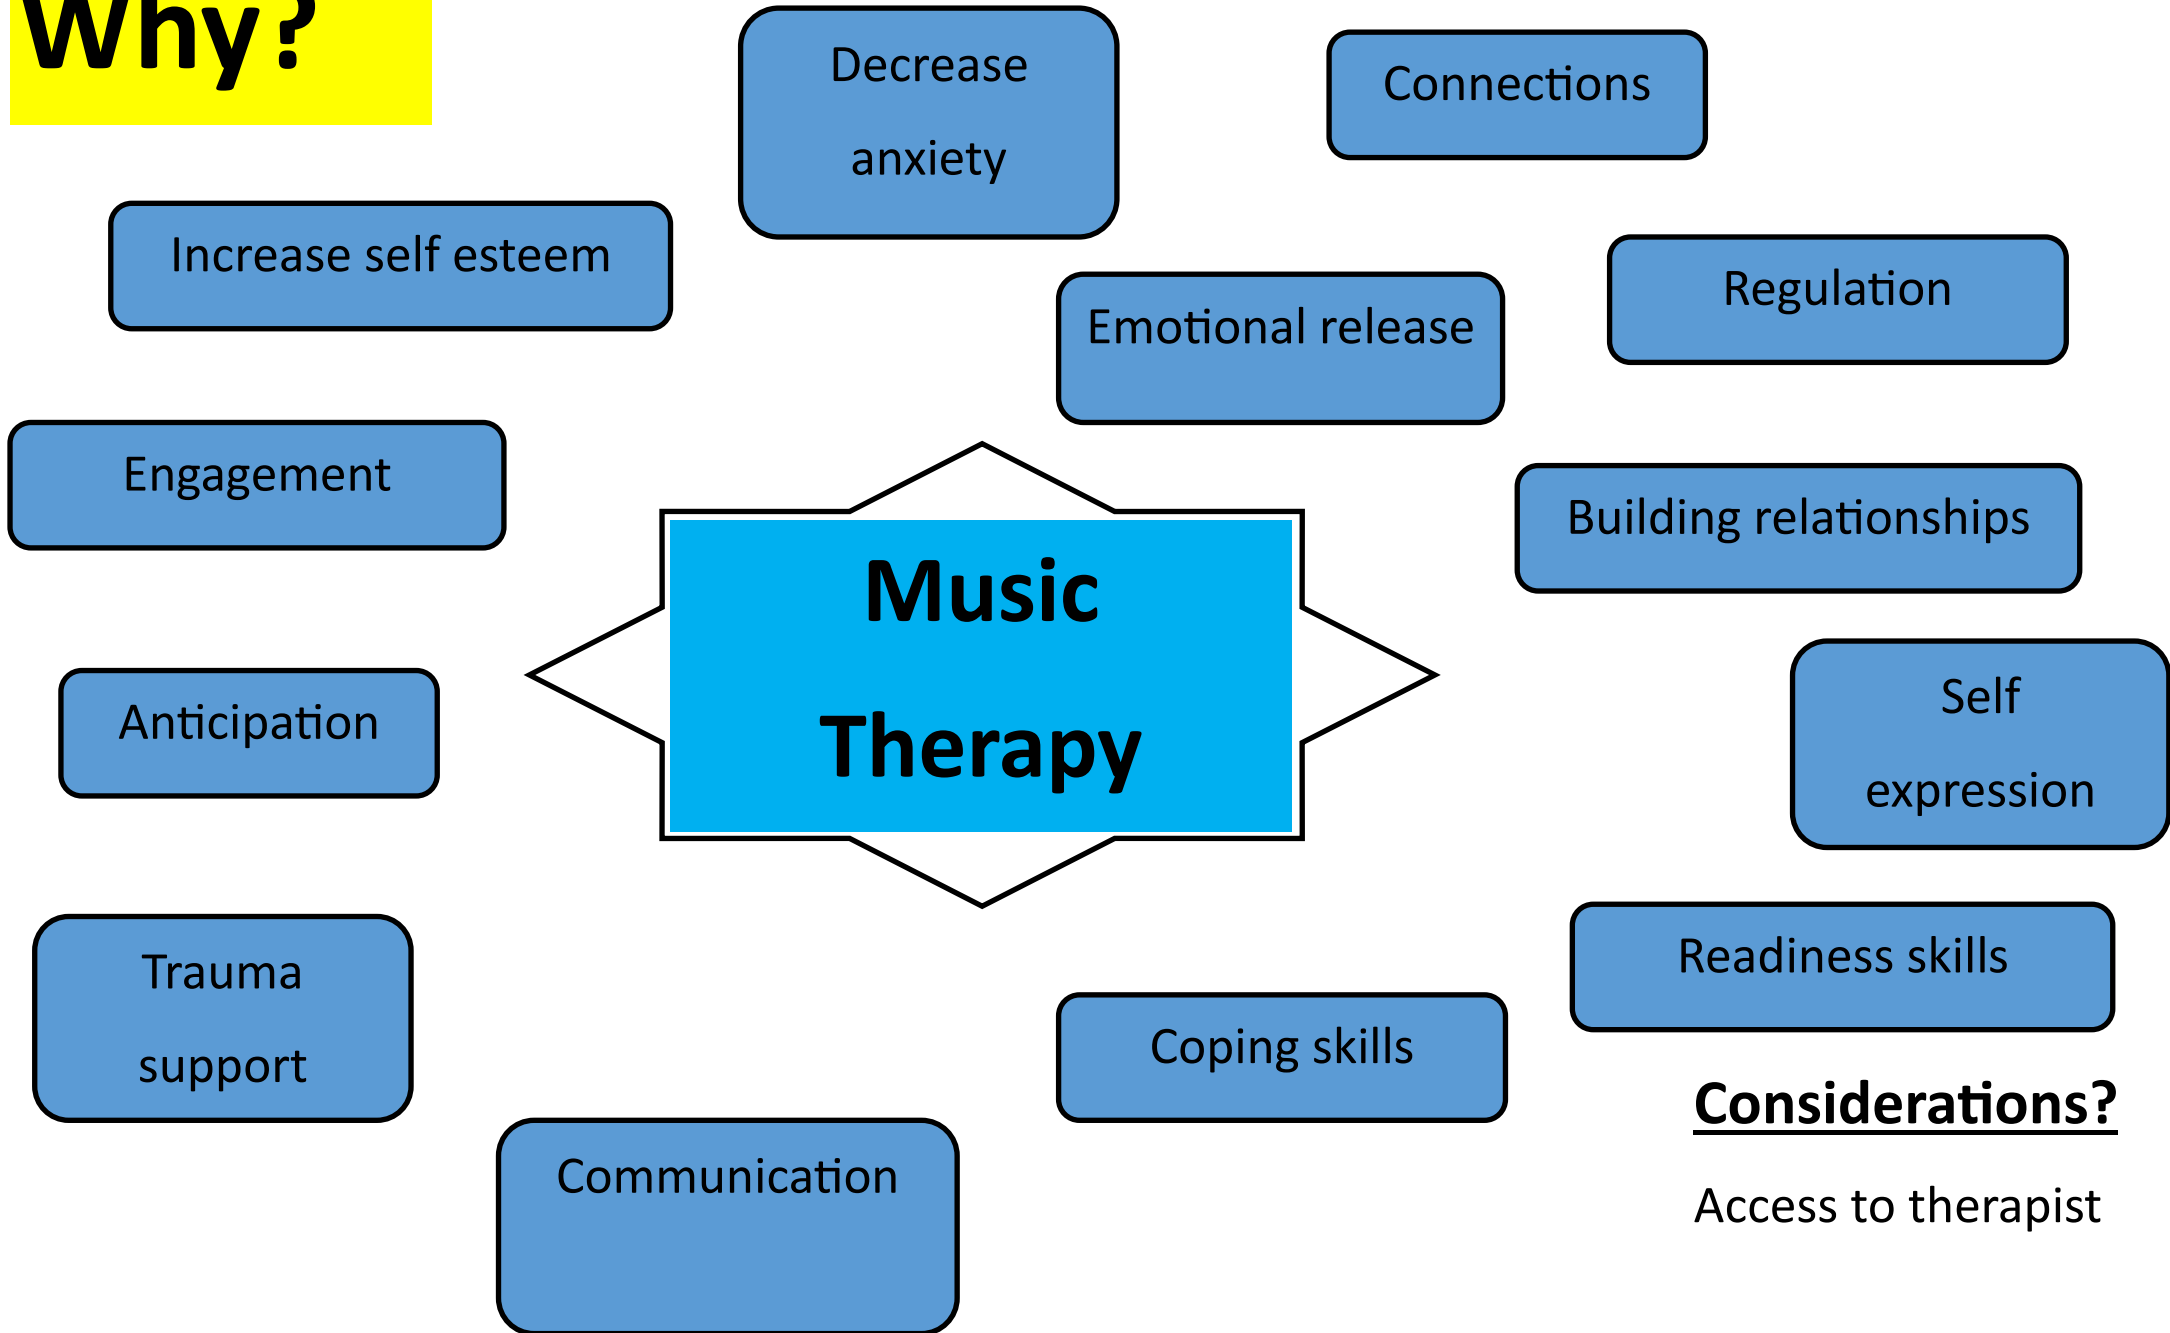 Why?
Decrease
anxiety
Connections
Increase self esteem
Emotional release
Regulation
Engagement
Building relationships
Music
Therapy
Anticipation
Self
expression
Trauma
support
Readiness skills
Coping skills
Communication
Considerations?
Access to therapist